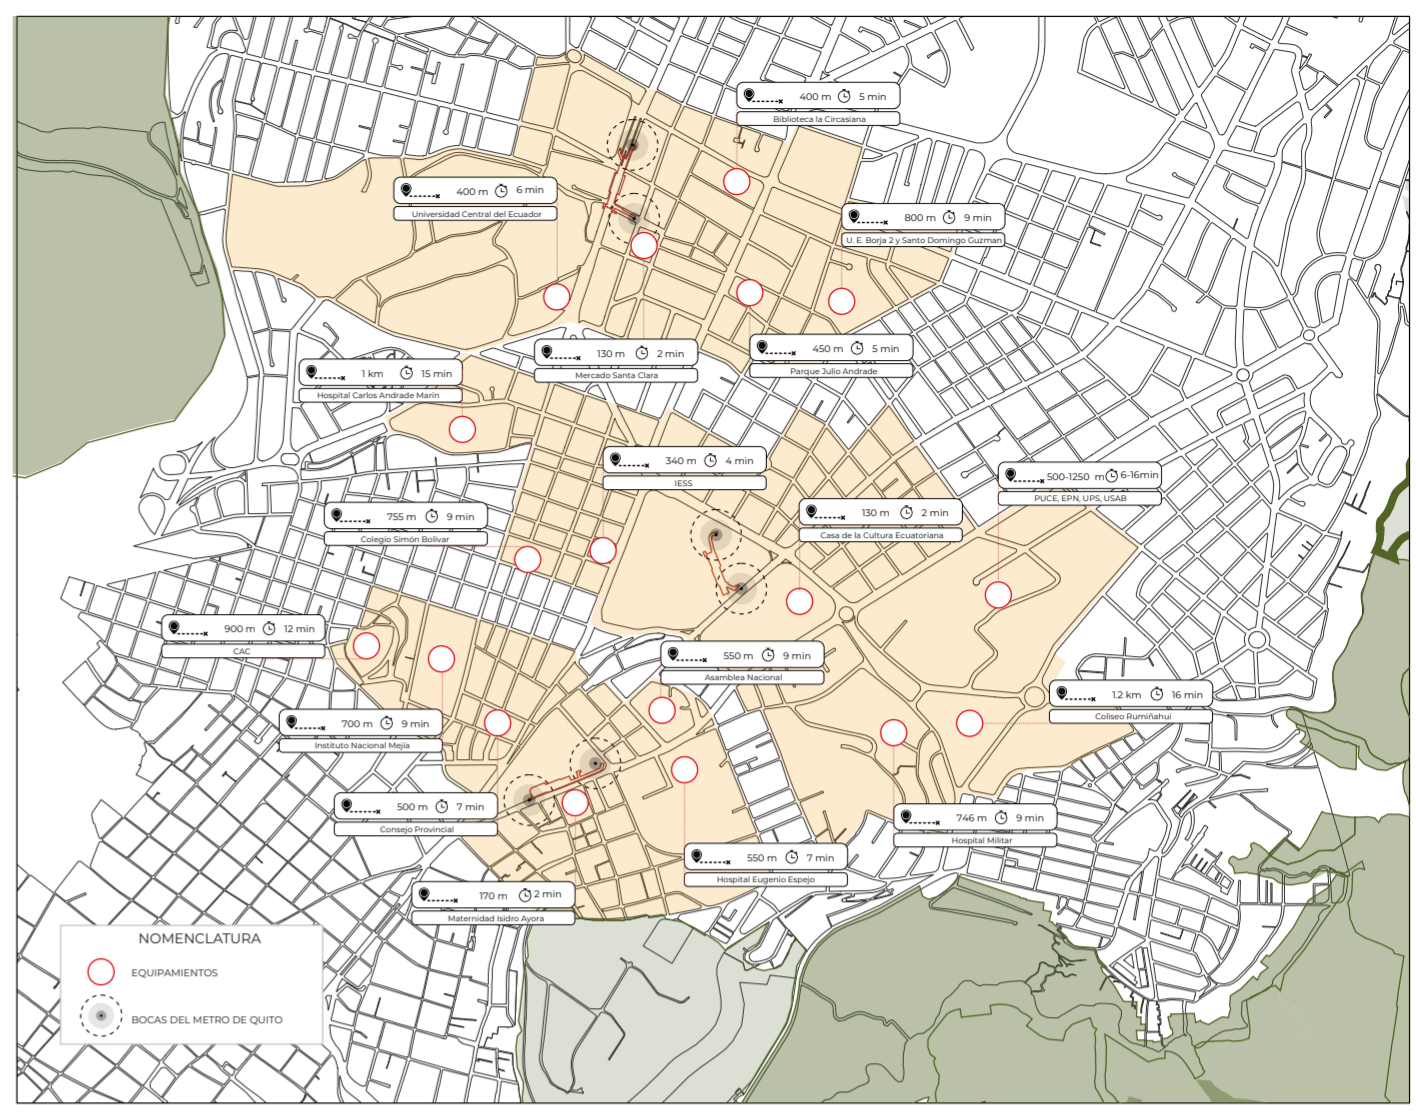 400 m 5 min
Biblioteca la Circasiana
400 m 6 min
Universidad Central del Ecuador
800 m 9 min
U. E. Borja 2 y Santo Domingo Guzman
130 m 2 min
Mercado Santa Clara
450 m 5 min
Parque Julio Andrade
1 km 15 min
Hospital Carlos Andrade Marín
340 m 4 min
IESS
500-1250 m 6-16min
PUCE, EPN, UPS, USAB
755 m 9 min
Colegio Simón Bolivar
130 m 2 min
Casa de la Cultura Ecuatoriana
900 m 12 min
CAC
550 m 9 min
Asamblea Nacional
1.2 km 16 min
Coliseo Rumiñahui
700 m 9 min
Instituto Nacional Mejía
500 m 7 min
Consejo Provincial
746 m 9 min
Hospital Militar
550 m 7 min
Hospital Eugenio Espejo
170 m 2 min
Maternidad Isidro Ayora
NOMENCLATURA
EQUIPAMIENTOS
BOCAS DEL METRO DE QUITO